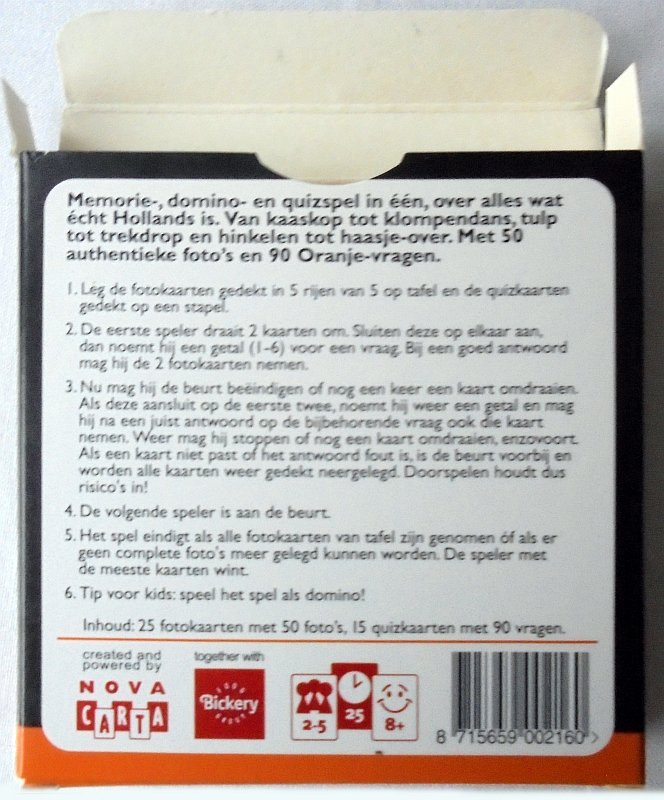 Memorie-, domino- en quizspel in één, over alles wat
écht Hollands is. Van kaaskop tot klompendans, tulp
tot trekdrop en hinkelen tot haasje-over. Met 50
authentieke foto's en 90 Oranje-vragen.
1. Leg de fotokaarten gedekt in 5 rijen van 5 op tafel en de quizkaarten
gedekt op een stapel.
2. De eerste speler draait 2 kaarten om. Sluiten deze op elkaar aan,
dan noemt hij een getal (1-6) voor een vraag. Bij een goed antwoord
mag hij de 2 fotokaarten nemen.
3. Nu mag hij de beurt beëindigen of nog een keer een kaart omdraaien.
Als deze aansluit op de eerste twee, noemt hij weer een getal en mag
hij na een juist antwoord op de bijbehorende vraag ook die kaart
nemen. Weer mag hij stoppen of nog een kaart omdraaien, enzovoort.
Als een kaart niet past of het antwoord fout is, is de beurt voorbij en
worden alle kaarten weer gedekt neergelegd. Doorspelen houdt dus
risico's in!
4. De volgende speler is aan de beurt.
5. Het spel eindigt als alle fotokaarten van tafel zijn genomen óf als er
geen complete foto's meer gelegd kunnen worden. De speler met
de meeste kaarten wint.
6. Tip voor kids: speel het spel als domino!
Inhoud: 25 fotokaarten met 50 foto's, 15 quizkaarten met 90 vragen.
created and
powered by
NOVA
CARTA
together with
FOOD
Bickery
GROUP
2-5
25
8+
8 715659 002160 >